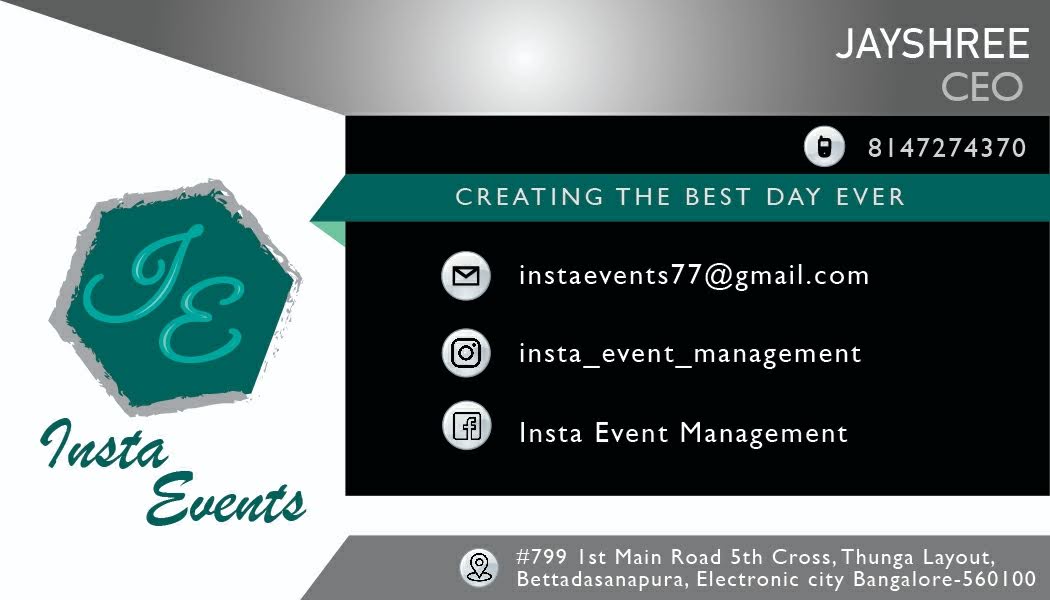 JAYSHREE
CEO
8147274370
CREATING THE BEST DAY EVER
instaevents77@gmail.com
insta_event_management
Insta Event Management
IE
Insta
Events
#799 1st Main Road 5th Cross, Thunga Layout,
Bettadasanapura, Electronic city Bangalore-560100